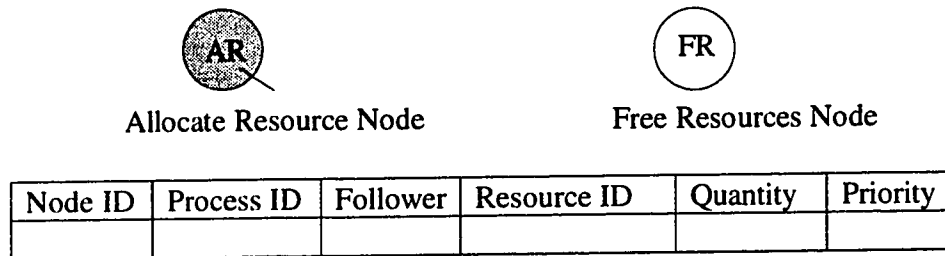 AR FR
Allocate Resource Node Free Resources Node
Node ID Process ID Follower Resource ID Quantity Priority